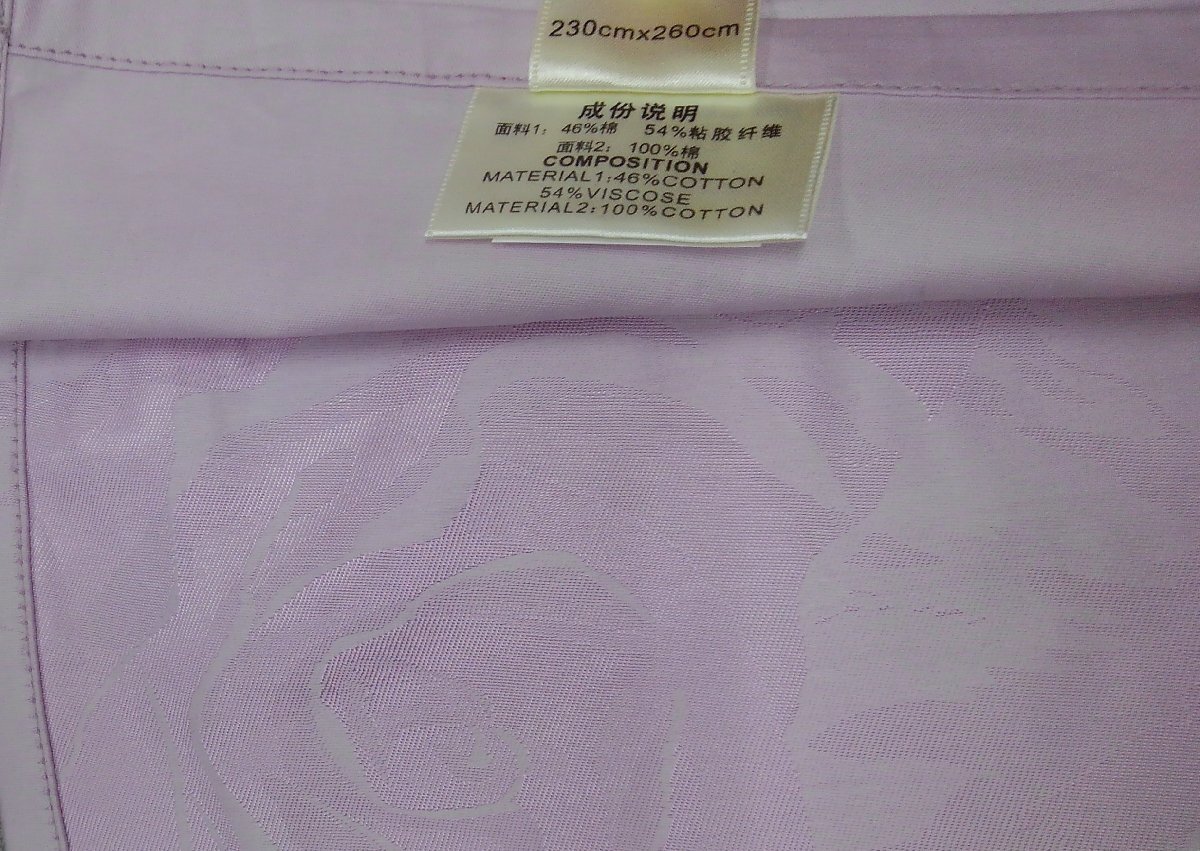 230cmx260cm
成份说明
面料1：46%棉 54%粘胶纤维
面料2：100%棉
COMPOSITION
MATERIAL1:46%COTTON
54%VISCOSE
MATERIAL2:100%COTTON